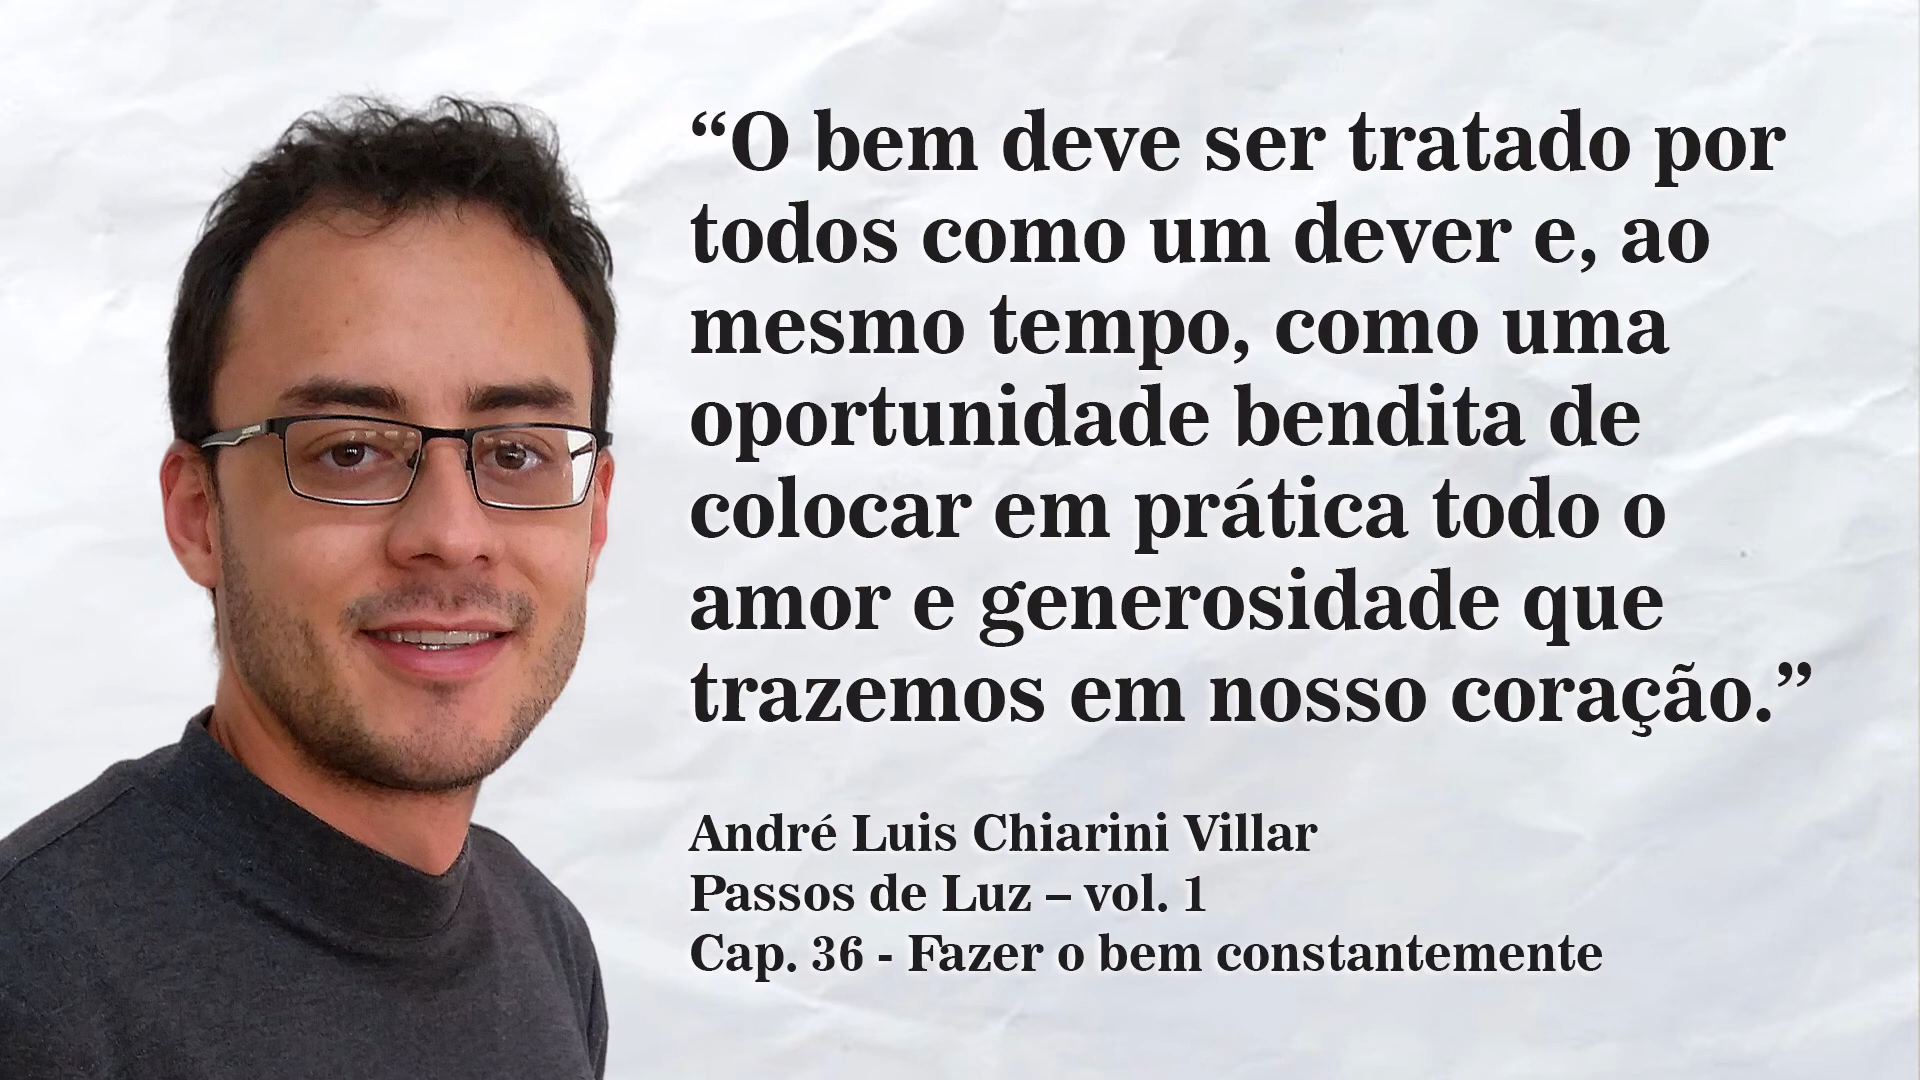 “O bem deve ser tratado por
todos como um dever e, ao
mesmo tempo, como uma
oportunidade bendita de
colocar em prática todo o
amor e generosidade que
trazemos em nosso coração.”
André Luis Chiarini Villar
Passos de Luz – vol. 1
Cap. 36 - Fazer o bem constantemente